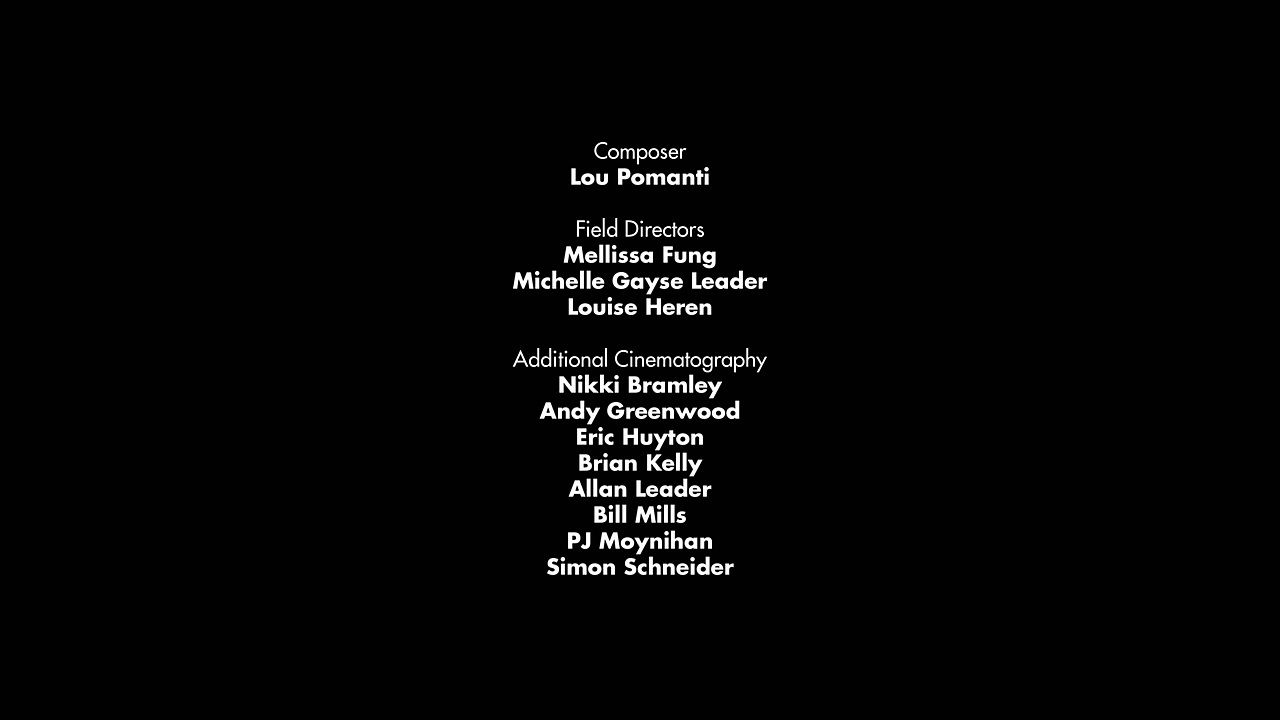 Composer
Lou Pomanti
Field Directors
Mellissa Fung
Michelle Gayse Leader
Louise Heren
Additional Cinematography
Nikki Bramley
Andy Greenwood
Eric Huyton
Brian Kelly
Allan Leader
Bill Mills
PJ Moynihan
Simon Schneider